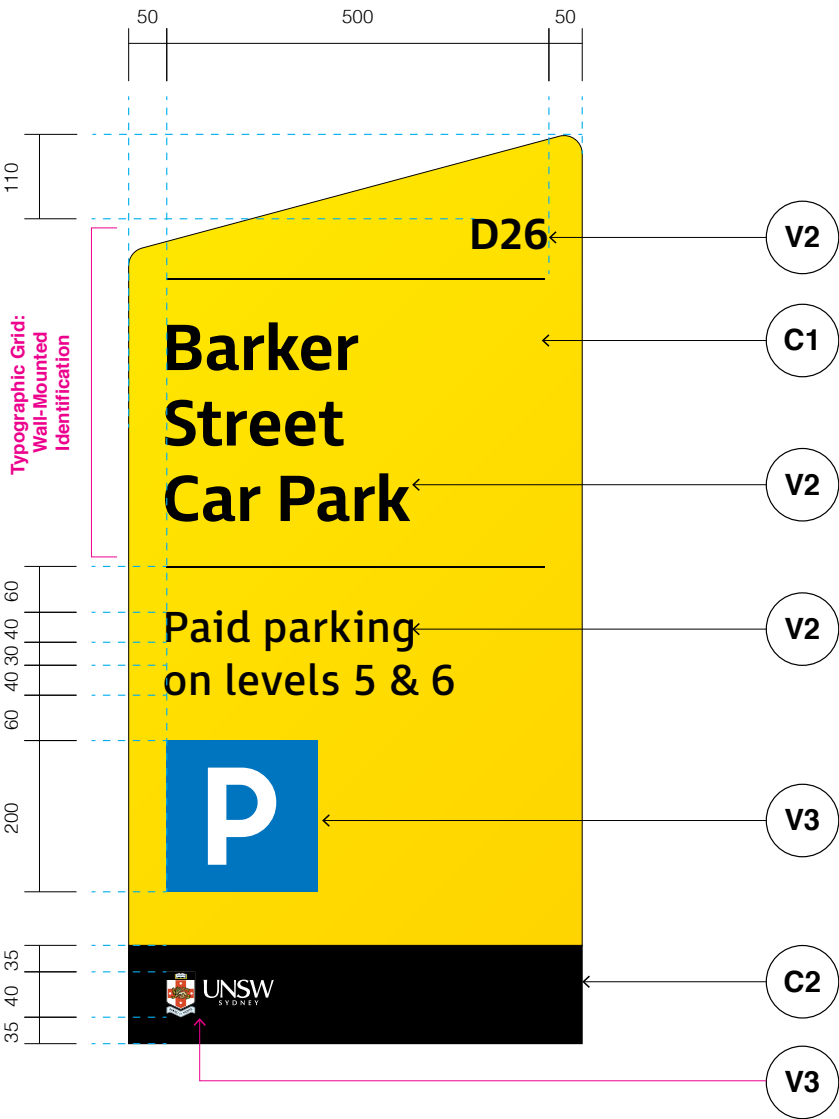 50
500
50
110
D26
V2
C1
Typographic Grid:
Wall-Mounted
Identification
Barker
Street
Car Park
V2
60
40
30
40
60
Paid parking
on levels 5 & 6
V2
200
P
V3
35
40
35
UNSW
SYDNEY
C2
V3